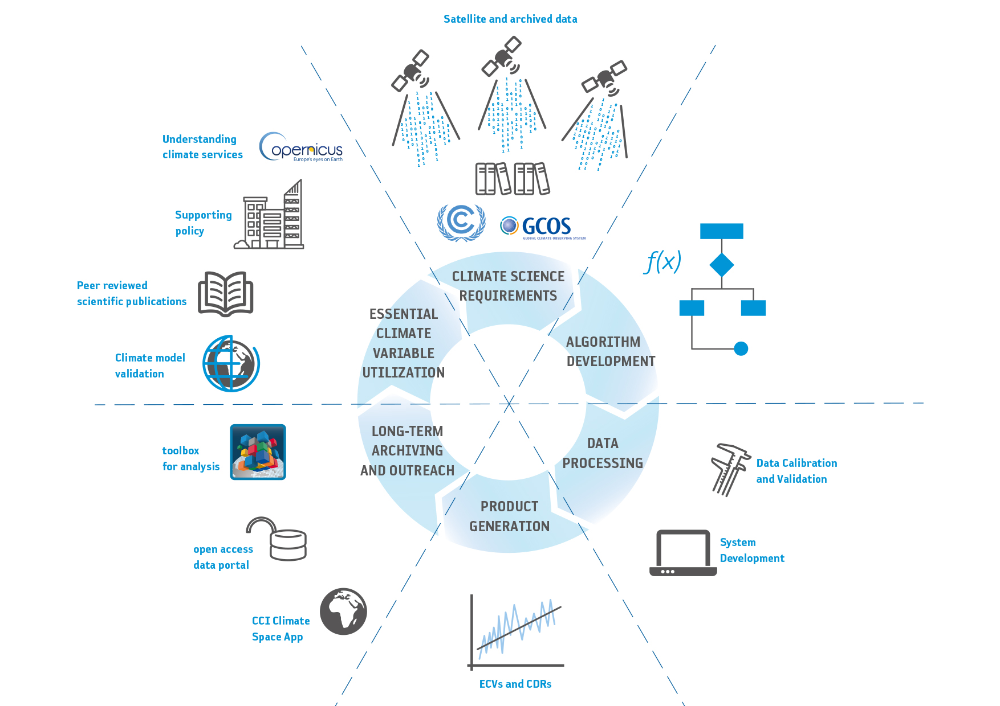 Satellite and archived data
Understanding
climate services
opernicus
Europe's eyes on Earth
Supporting
policy
Peer reviewed
scientific publications
Climate model
validation
GCOS
GLOBAL CLIMATE OBSERVING SYSTEM
f(x)
CLIMATE SCIENCE
REQUIREMENTS
ALGORITHM
DEVELOPMENT
DATA
PROCESSING
PRODUCT
GENERATION
LONG-TERM
ARCHIVING
AND OUTREACH
ESSENTIAL
CLIMATE
VARIABLE
UTILIZATION
Data Calibration
and Validation
System
Development
ECVs and CDRs
toolbox
for analysis
open access
data portal
CCI Climate
Space App